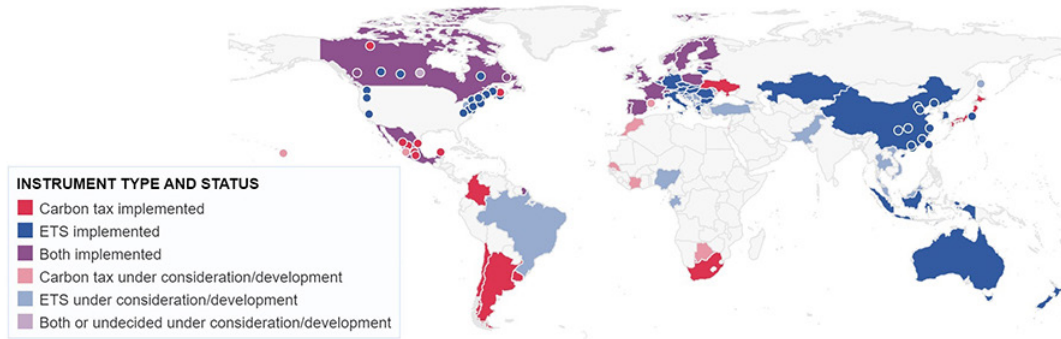 INSTRUMENT TYPE AND STATUS
Carbon tax implemented
ETS implemented
Both implemented
Carbon tax under consideration/development
ETS under consideration/development
Both or undecided under consideration/development